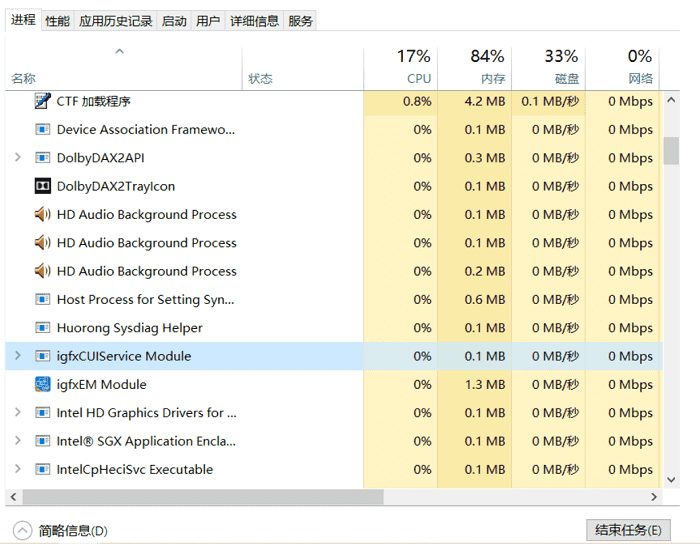 进程 性能 应用历史记录 启动 用户 详细信息 服务
17% 84% 33% 0%
名称 状态 CPU 内存 磁盘 网络
CTF 加载程序 0.8% 4.2 MB 0.1 MB/秒 0 Mbps
Device Association Framewo... 0% 0.1 MB 0 MB/秒 0 Mbps
DolbyDAX2API 0% 0.3 MB 0 MB/秒 0 Mbps
DolbyDAX2TrayIcon 0% 0.1 MB 0 MB/秒 0 Mbps
HD Audio Background Process 0% 0.1 MB 0 MB/秒 0 Mbps
HD Audio Background Process 0% 0.1 MB 0 MB/秒 0 Mbps
HD Audio Background Process 0% 0.2 MB 0 MB/秒 0 Mbps
Host Process for Setting Syn... 0% 0.6 MB 0 MB/秒 0 Mbps
Huorong Sysdiag Helper 0% 0.1 MB 0 MB/秒 0 Mbps
igfxCUIService Module 0% 0.1 MB 0 MB/秒 0 Mbps
igfxEM Module 0% 1.3 MB 0 MB/秒 0 Mbps
Intel HD Graphics Drivers for ... 0% 0.1 MB 0 MB/秒 0 Mbps
Intel® SGX Application Encla... 0% 0.1 MB 0 MB/秒 0 Mbps
IntelCpHeciSvc Executable 0% 0.1 MB 0 MB/秒 0 Mbps
简略信息(D) 结束任务(E)